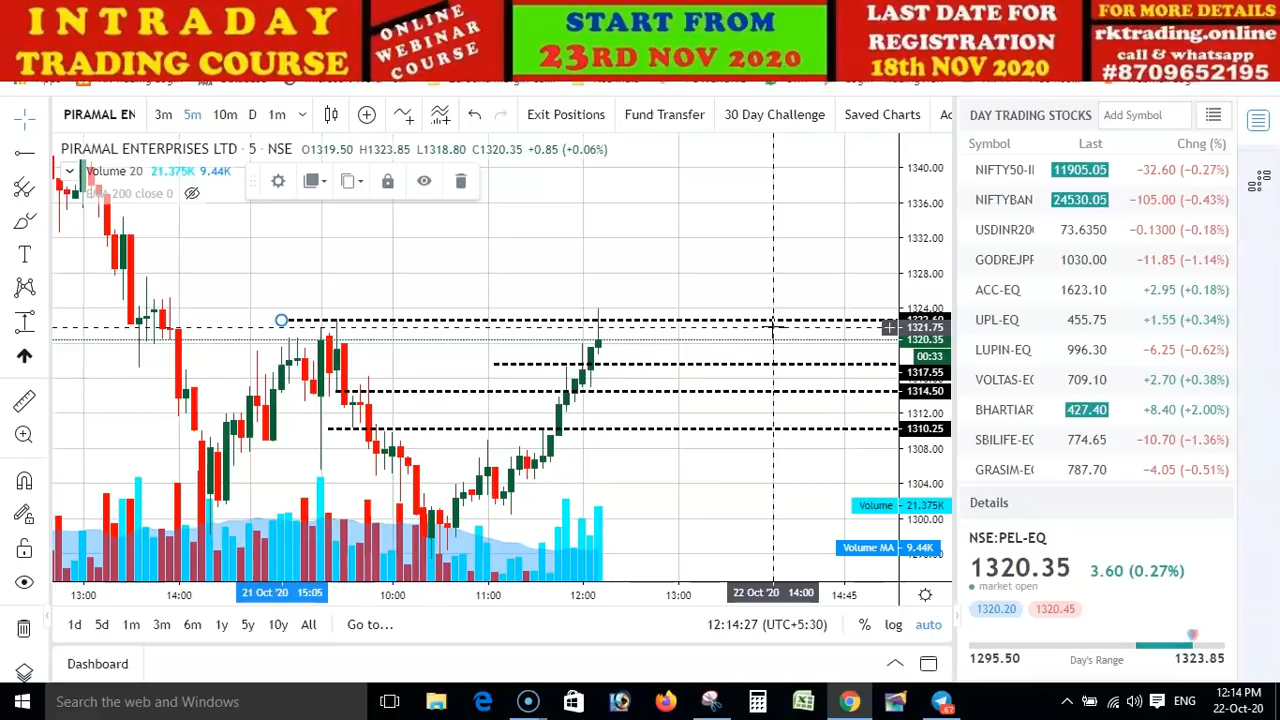 INTRADAY
TRADING COURSE
ONLINE
WEBINAR
COURSE
START FROM
23RD NOV 2020
LAST DATE FOR
REGISTRATION
18th NOV 2020
FOR MORE DETAILS
rktrading.online
call & whatsapp
#8709652195
PIRAMAL EN
3m 5m 10m D 1m
Exit Positions Fund Transfer 30 Day Challenge Saved Charts
PIRAMAL ENTERPRISES LTD · 5 · NSE O1319.50 H1323.85 L1318.80 C1320.35 +0.85 (+0.06%)
Volume 20 21.375K 9.44K
EMA 200 close 0
1340.00
1336.00
1332.00
1328.00
1324.00
1321.75
1320.35
00:33
1317.55
1314.50
1312.00
1310.25
1308.00
1304.00
Volume 21.375K
1300.00
Volume MA 9.44K
13:00 14:00 21 Oct '20 15:05 10:00 11:00 12:00 13:00 22 Oct '20 14:00 14:45
1d 5d 1m 3m 6m 1y 5y 10y All Go to... 12:14:27 (UTC+5:30) % log auto
Dashboard
DAY TRADING STOCKS Add Symbol
Symbol Last Chng (%)
NIFTY50-I 11905.05 -32.60 (-0.27%)
NIFTYBAN 24530.05 -105.00 (-0.43%)
USDINR20 73.6350 -0.1300 (-0.18%)
GODREJPF 1030.00 -11.85 (-1.14%)
ACC-EQ 1623.10 +2.95 (+0.18%)
UPL-EQ 455.75 +1.55 (+0.34%)
LUPIN-EQ 996.30 -6.25 (-0.62%)
VOLTAS-E 709.10 +2.70 (+0.38%)
BHARTIAR 427.40 +8.40 (+2.00%)
SBILIFE-E 774.65 -10.70 (-1.36%)
GRASIM-E 787.70 -4.05 (-0.51%)
Details
NSE:PEL-EQ
1320.35 3.60 (0.27%)
market open
1320.20 1320.45
1295.50 Day's Range 1323.85
Search the web and Windows
67
ENG
12:14 PM
22-Oct-20